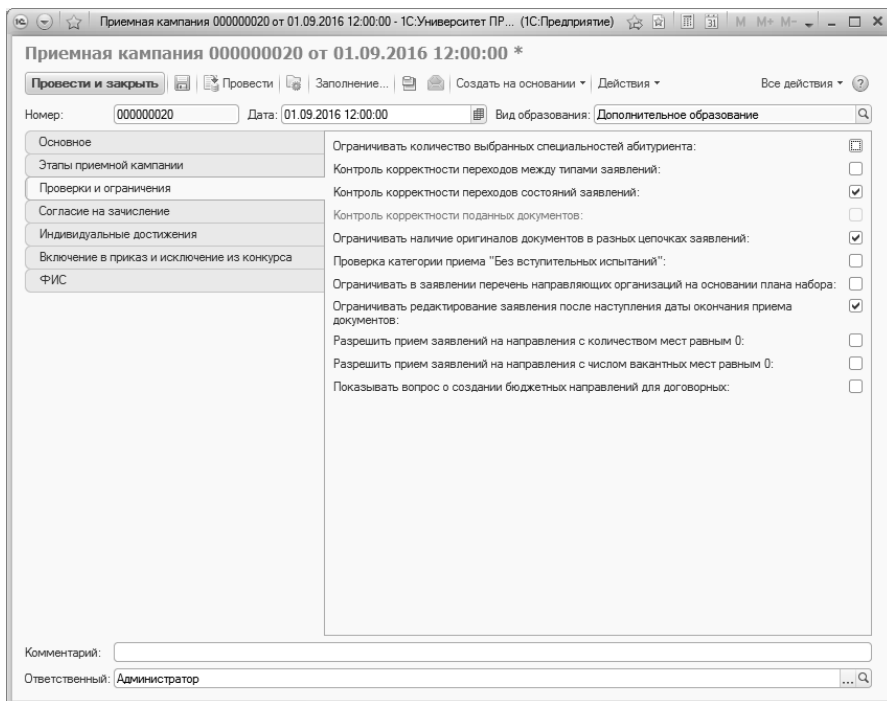 Приемная кампания 000000020 от 01.09.2016 12:00:00 - 1С:Университет ПР... (1С:Предприятие) M M+ M-
Приемная кампания 000000020 от 01.09.2016 12:00:00 *
Провести и закрыть Провести Заполнение... Создать на основании Действия Все действия
Номер: 000000020 Дата: 01.09.2016 12:00:00 Вид образования: Дополнительное образование
Основное
Этапы приемной кампании
Проверки и ограничения
Согласие на зачисление
Индивидуальные достижения
Включение в приказ и исключение из конкурса
ФИС
Ограничивать количество выбранных специальностей абитуриента:
Контроль корректности переходов между типами заявлений:
Контроль корректности переходов состояний заявлений:
Контроль корректности поданных документов:
Ограничивать наличие оригиналов документов в разных цепочках заявлений:
Проверка категории приема "Без вступительных испытаний":
Ограничивать в заявлении перечень направляющих организаций на основании плана набора:
Ограничивать редактирование заявления после наступления даты окончания приема
документов:
Разрешить прием заявлений на направления с количеством мест равным 0:
Разрешить прием заявлений на направления с числом вакантных мест равным 0:
Показывать вопрос о создании бюджетных направлений для договорных:
Комментарий:
Ответственный: Администратор ...